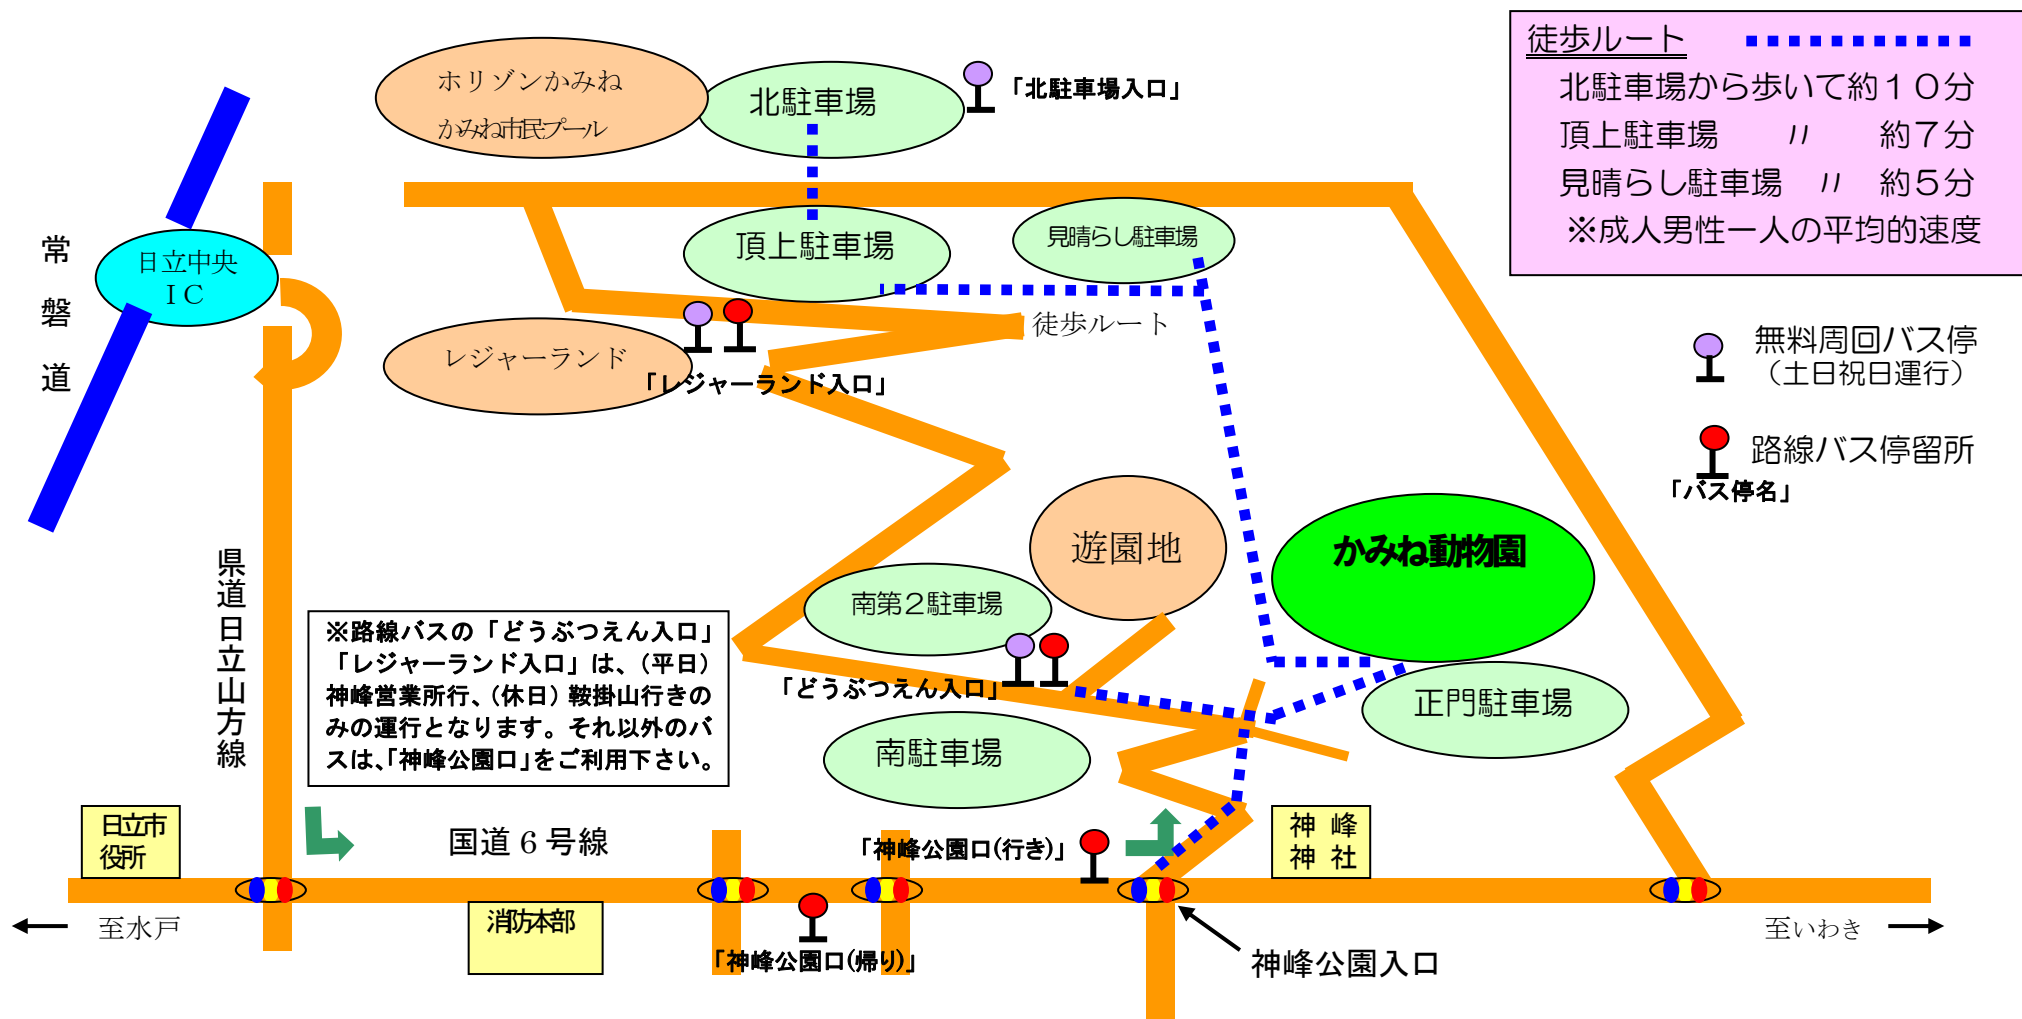 徒歩ルート
北駐車場から歩いて約１０分
頂上駐車場　〃　約７分
見晴らし駐車場　〃　約５分
※成人男性一人の平均的速度
ホリゾンかみね
かみね市民プール
北駐車場
「北駐車場入口」
常磐道
日立中央
ＩＣ
頂上駐車場
見晴らし駐車場
徒歩ルート
レジャーランド
「レジャーランド入口」
無料周回バス停
（土日祝日運行）
路線バス停留所
「バス停名」
遊園地
かみね動物園
県道日立山方線
南第２駐車場
「どうぶつえん入口」
正門駐車場
南駐車場
※路線バスの「どうぶつえん入口」
「レジャーランド入口」は、（平日）
神峰営業所行、（休日）鞍掛山行きの
みの運行となります。それ以外のバ
スは、「神峰公園口」をご利用下さい。
日立市
役所
国道６号線
「神峰公園口(行き)」
神峰
神社
至水戸
消防本部
「神峰公園口(帰り)」
神峰公園入口
至いわき